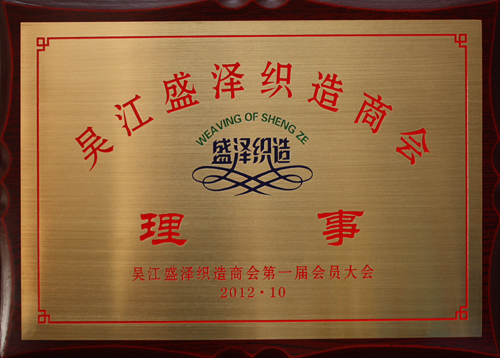 吴江盛泽织造商会
WEAVING OF SHENG ZE
盛泽织造
理事
吴江盛泽织造商会第一届会员大会
2012·10